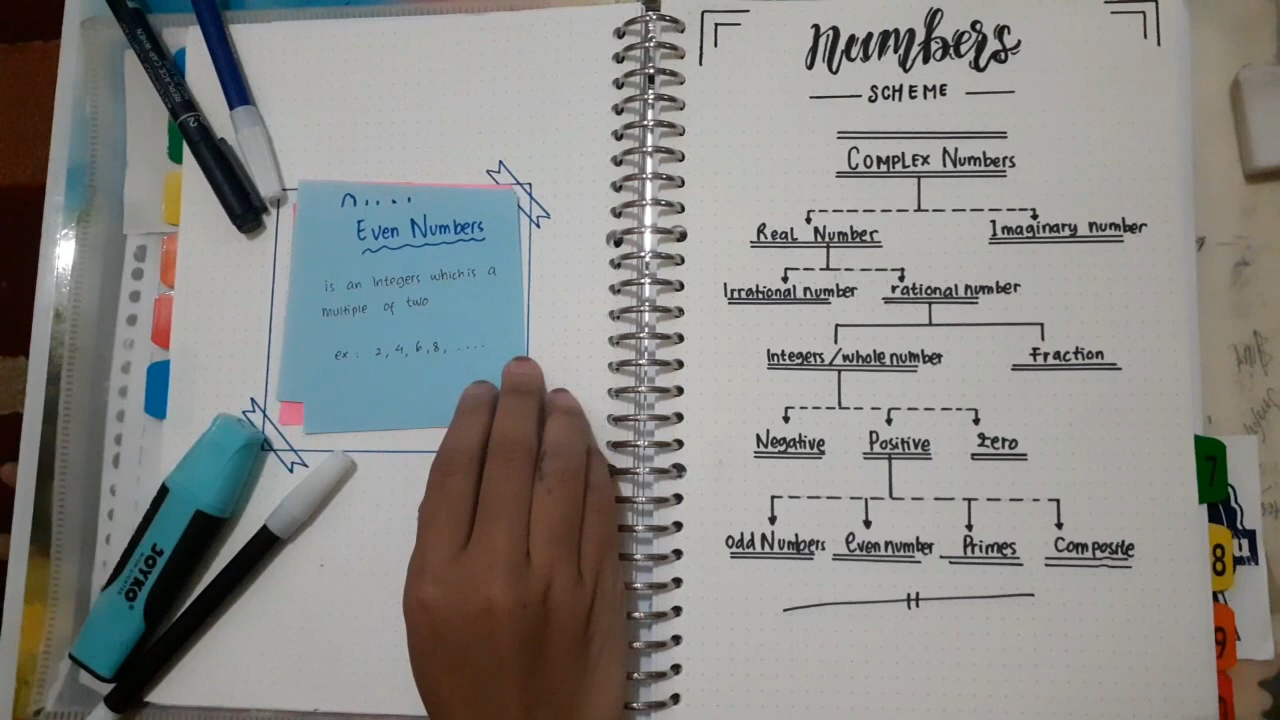 Even Numbers
is an Integers which is a
multiple of two
ex : 2, 4, 6, 8, ....
JOYKO
Numbers
SCHEME
COMPLEX Numbers
Real Number
Imaginary number
Irrational number
rational number
Integers/whole number
Fraction
Negative
Positive
zero
odd Numbers
Even number
Primes
Composite
7
8
9